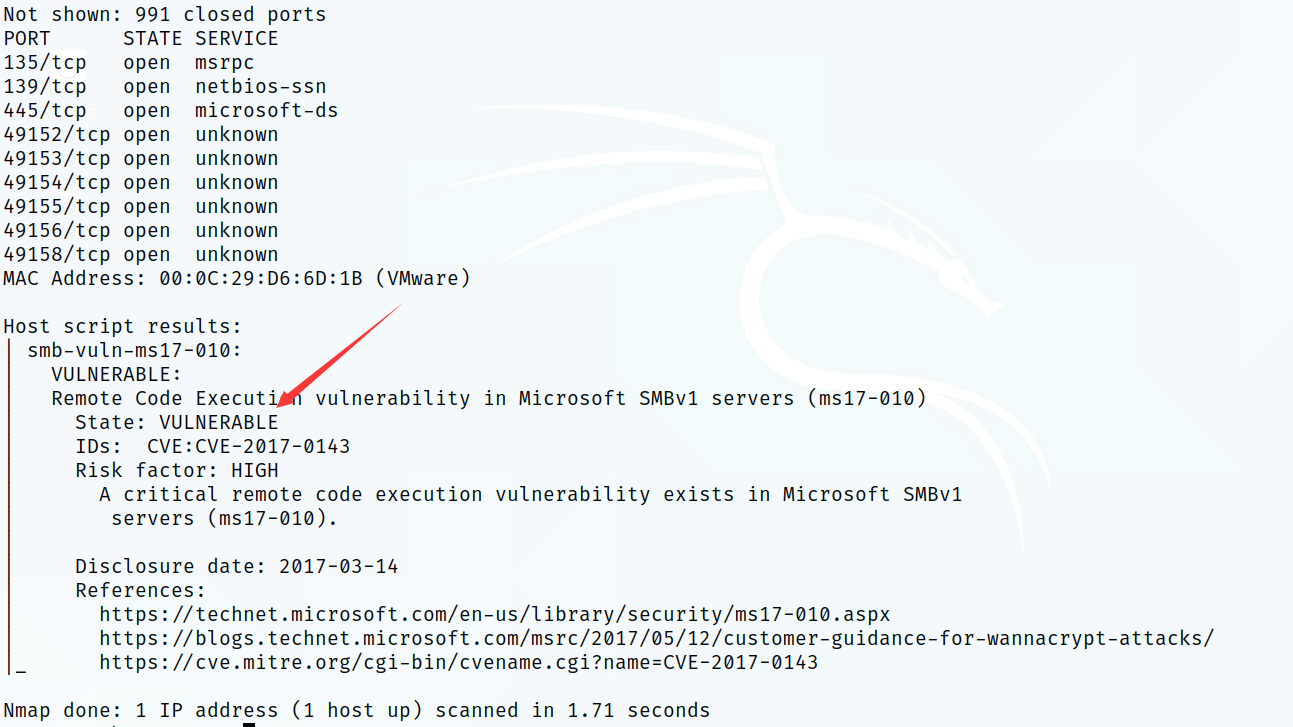 Not shown: 991 closed ports
PORT      STATE SERVICE
135/tcp   open  msrpc
139/tcp   open  netbios-ssn
445/tcp   open  microsoft-ds
49152/tcp open  unknown
49153/tcp open  unknown
49154/tcp open  unknown
49155/tcp open  unknown
49156/tcp open  unknown
49158/tcp open  unknown
MAC Address: 00:0C:29:D6:6D:1B (VMware)
Host script results:
| smb-vuln-ms17-010:
|   VULNERABLE:
|   Remote Code Execution vulnerability in Microsoft SMBv1 servers (ms17-010)
|     State: VULNERABLE
|     IDs:  CVE:CVE-2017-0143
|     Risk factor: HIGH
|       A critical remote code execution vulnerability exists in Microsoft SMBv1
|        servers (ms17-010).
|
|     Disclosure date: 2017-03-14
|     References:
|       https://technet.microsoft.com/en-us/library/security/ms17-010.aspx
|       https://blogs.technet.microsoft.com/msrc/2017/05/12/customer-guidance-for-wannacrypt-attacks/
|_      https://cve.mitre.org/cgi-bin/cvename.cgi?name=CVE-2017-0143
Nmap done: 1 IP address (1 host up) scanned in 1.71 seconds